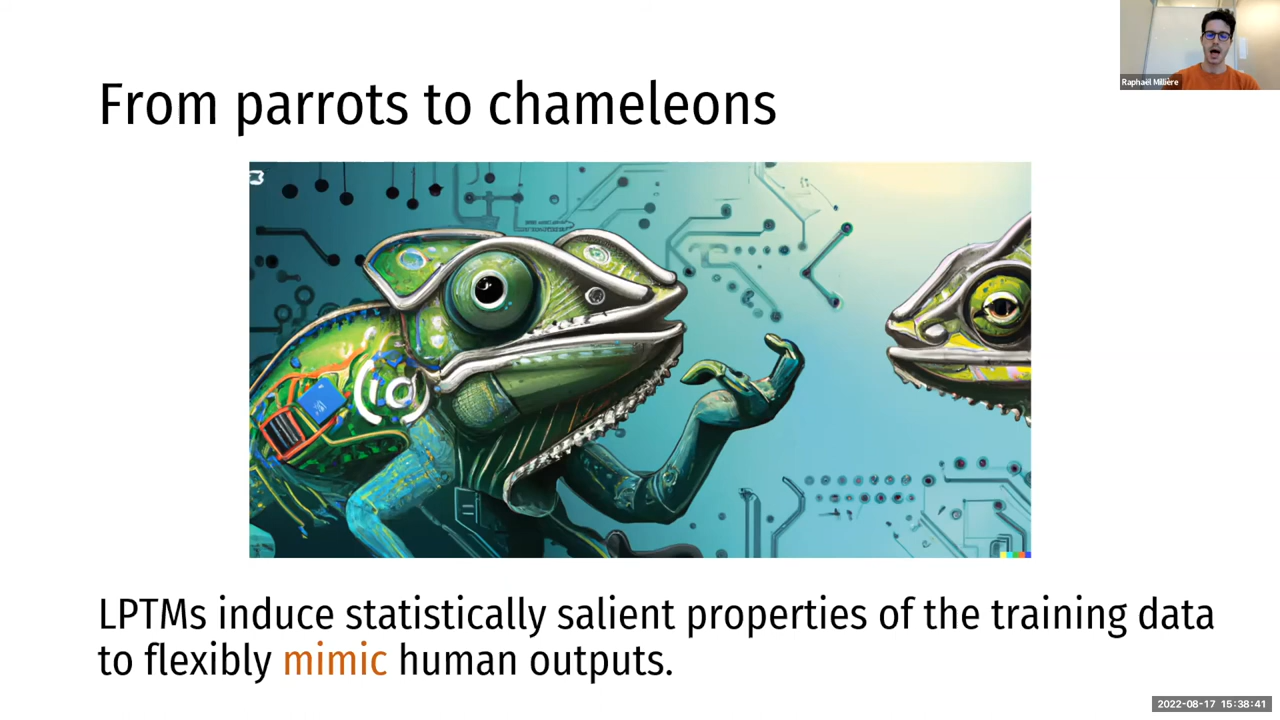 Raphaël Millière
From parrots to chameleons
LPTMs induce statistically salient properties of the training data
to flexibly mimic human outputs.
2022-08-17 15:38:41